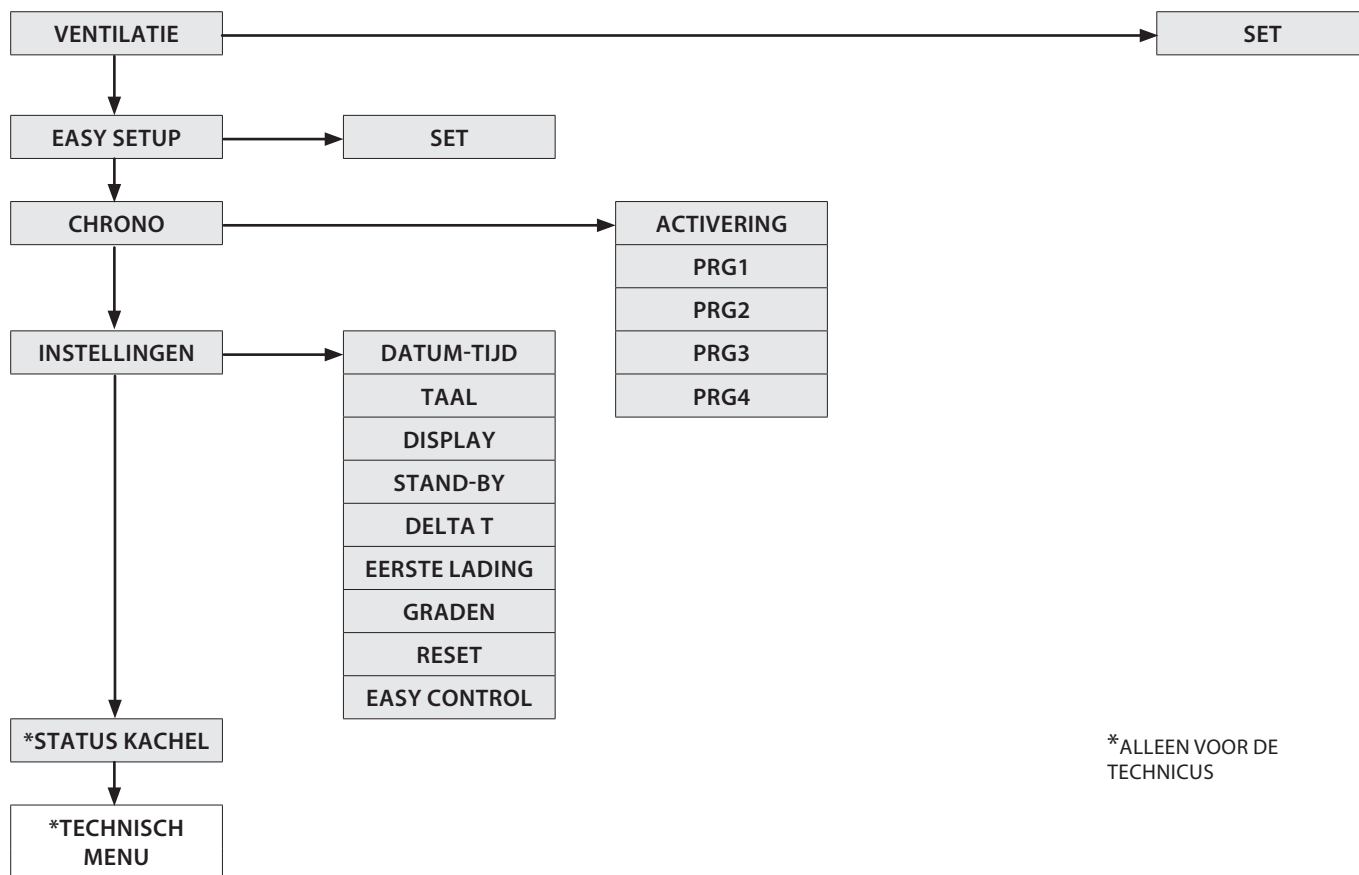 VENTILATIE
SET
EASY SETUP
SET
CHRONO
ACTIVERING
PRG1
PRG2
PRG3
PRG4
INSTELLINGEN
DATUM-TIJD
TAAL
DISPLAY
STAND-BY
DELTA T
EERSTE LADING
GRADEN
RESET
EASY CONTROL
*STATUS KACHEL
*TECHNISCH
MENU
*ALLEEN VOOR DE
TECHNICUS